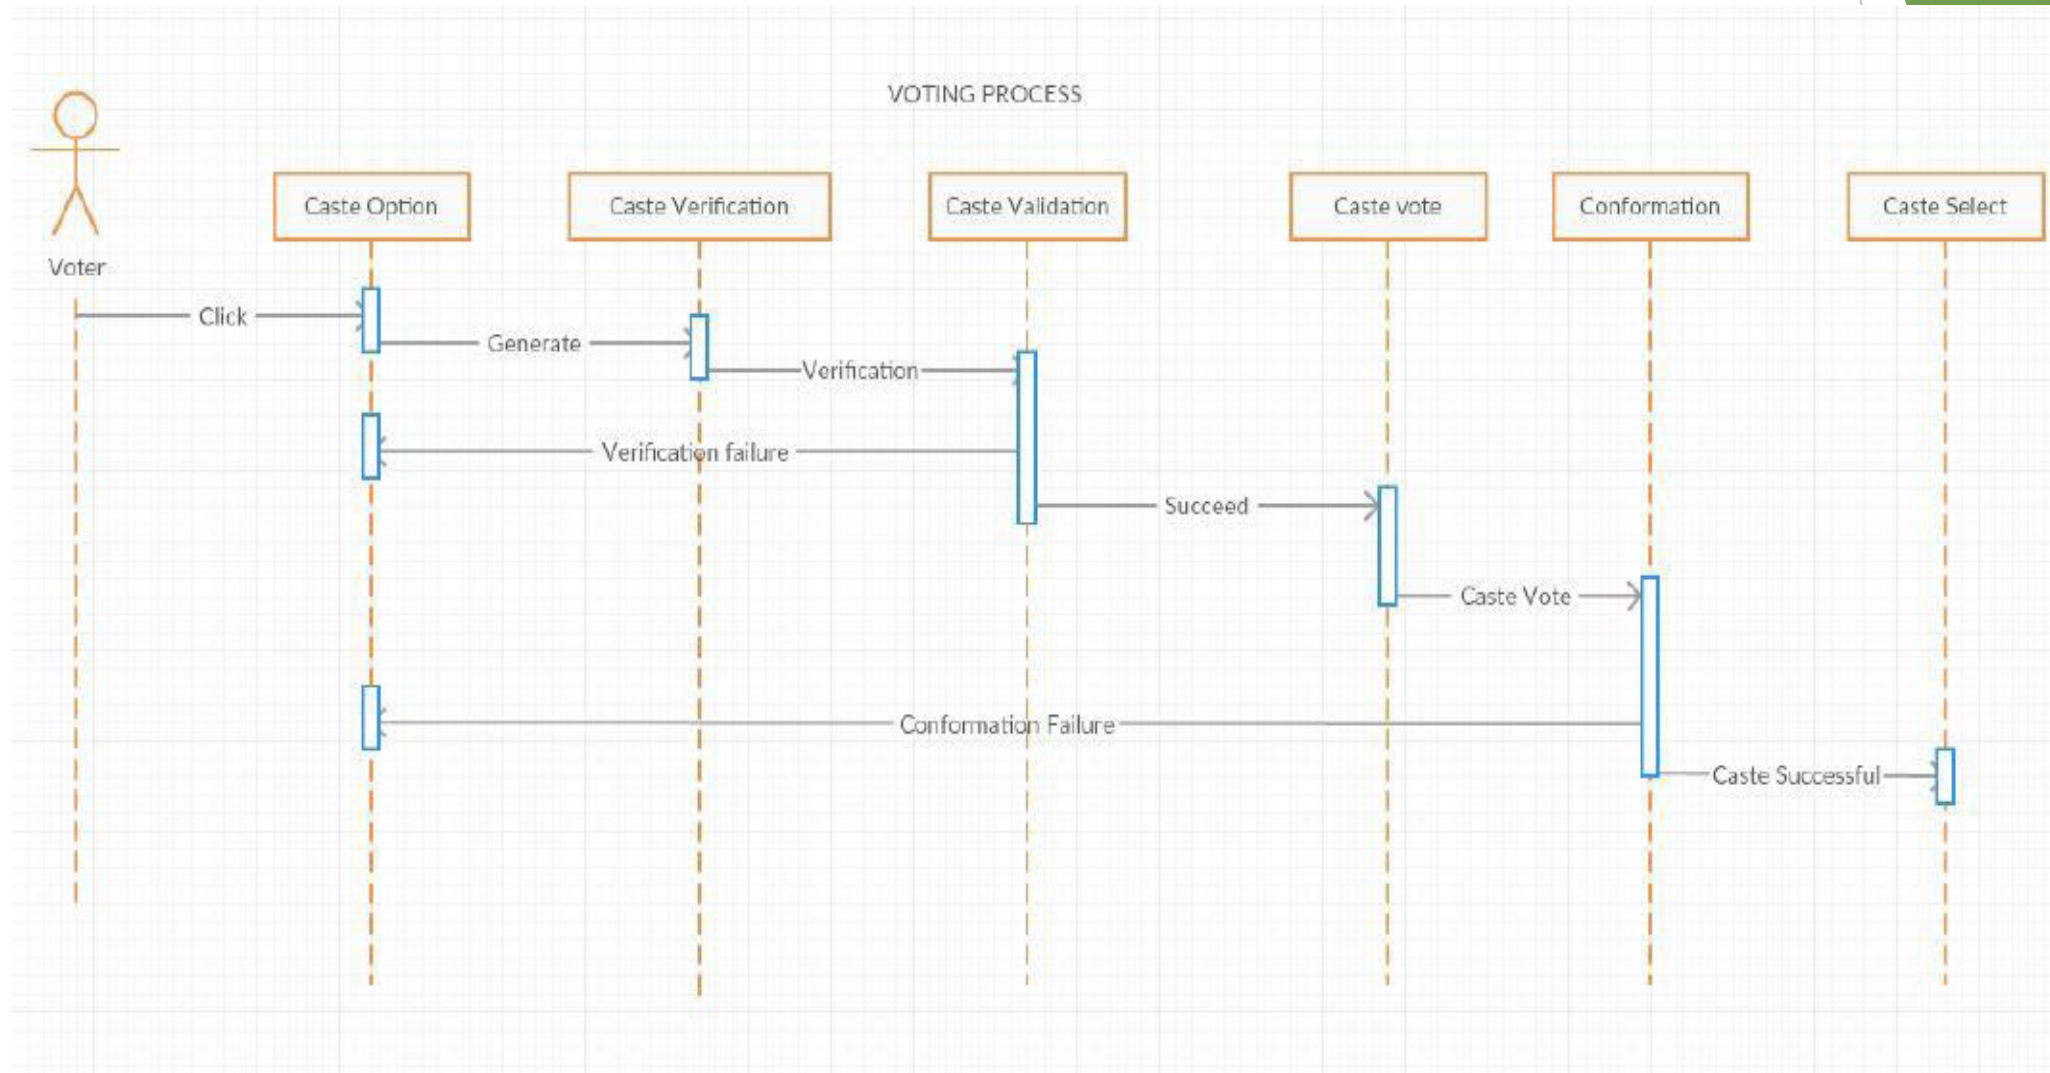 VOTING PROCESS
Caste Option
Caste Verification
Caste Validation
Caste vote
Conformation
Caste Select
Voter
Click
Generate
Verification
Verification failure
Succeed
Caste Vote
Conformation Failure
Caste Successful